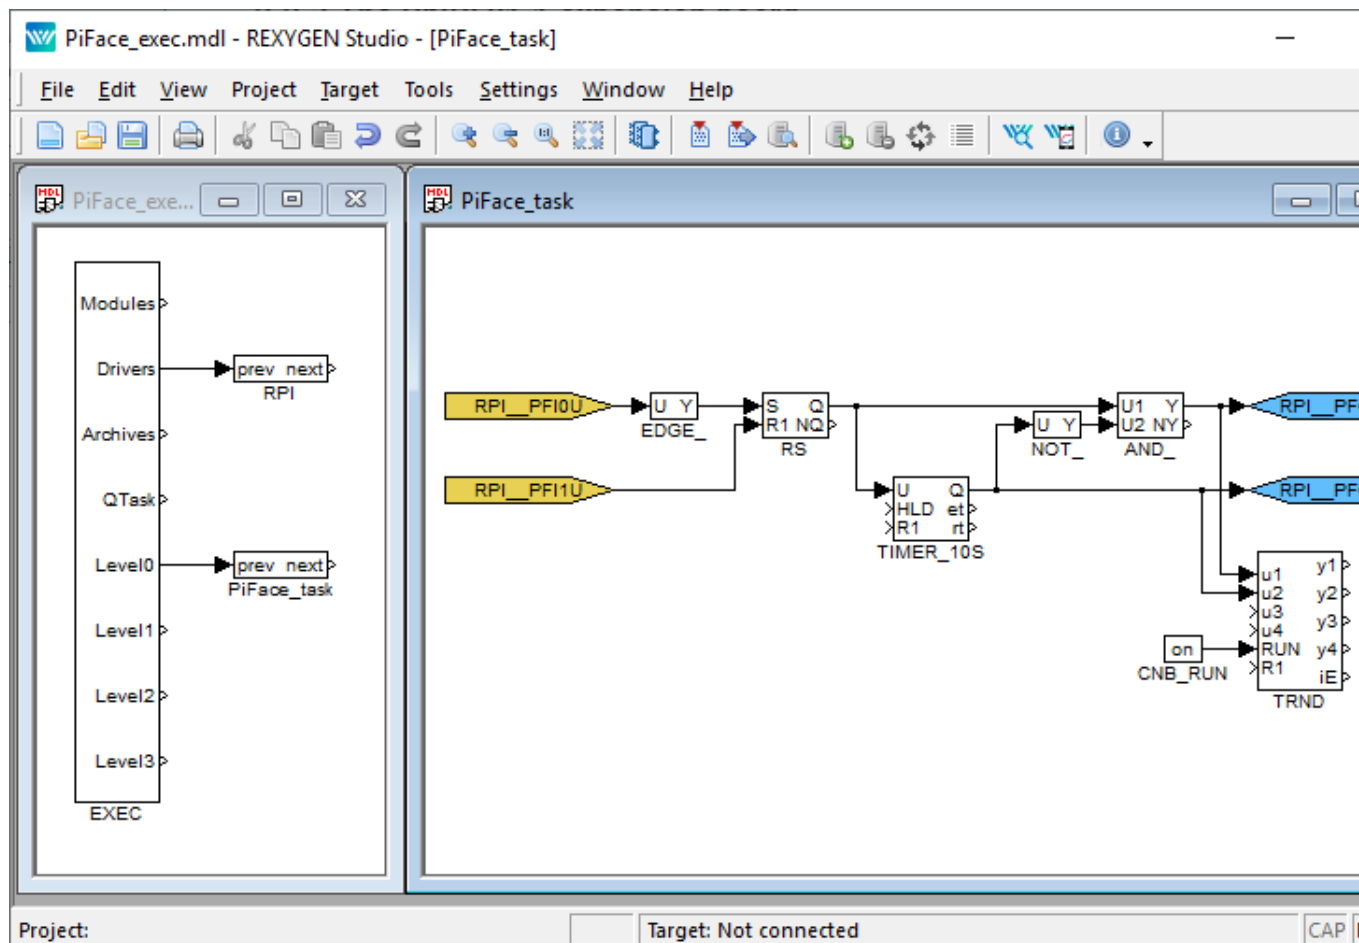 PiFace_exec.mdl - REXYGEN Studio - [PiFace_task]
File Edit View Project Target Tools Settings Window Help
PiFace_exe...
Modules
Drivers
prev next
RPI
Archives
QTask
Level0
prev next
PiFace_task
Level1
Level2
Level3
EXEC
PiFace_task
RPI__PFI0U
U Y
EDGE_
S Q
R1 NQ
RS
U Y
NOT_
U1 Y
U2 NY
AND_
RPI__PF
RPI__PFI1U
U Q
HLD et
R1 rt
TIMER_10S
RPI__PF
u1 y1
u2 y2
u3 y3
u4
RUN y4
R1 iE
TRND
on
CNB_RUN
Project:
Target: Not connected
CAP